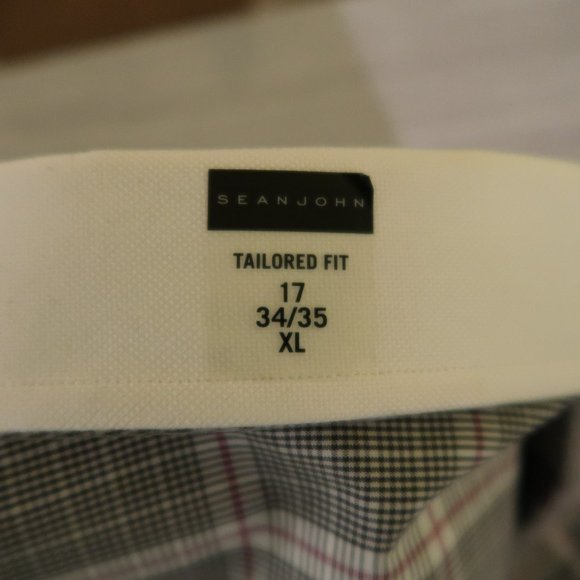 SEANJOHN
TAILORED FIT
17
34/35
XL